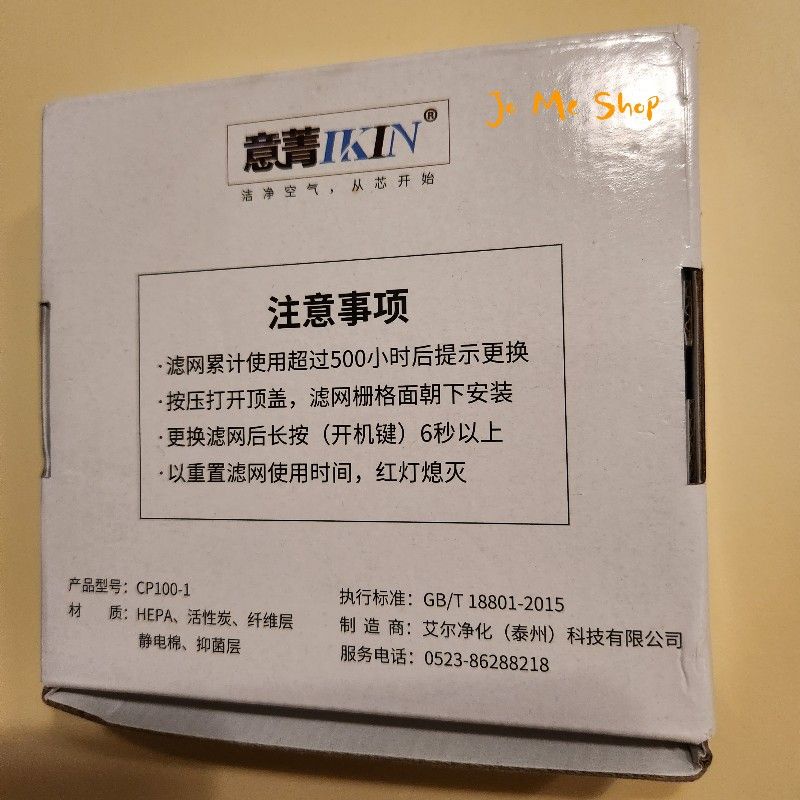 Jo Me Shop
意菁IKIN®
洁净空气，从芯开始
注意事项
·滤网累计使用超过500小时后提示更换
·按压打开顶盖，滤网栅格面朝下安装
·更换滤网后长按（开机键）6秒以上
·以重置滤网使用时间，红灯熄灭
产品型号：CP100-1
材 质：HEPA、活性炭、纤维层
静电棉、抑菌层
执行标准：GB/T 18801-2015
制造商：艾尔净化（泰州）科技有限公司
服务电话：0523-86288218